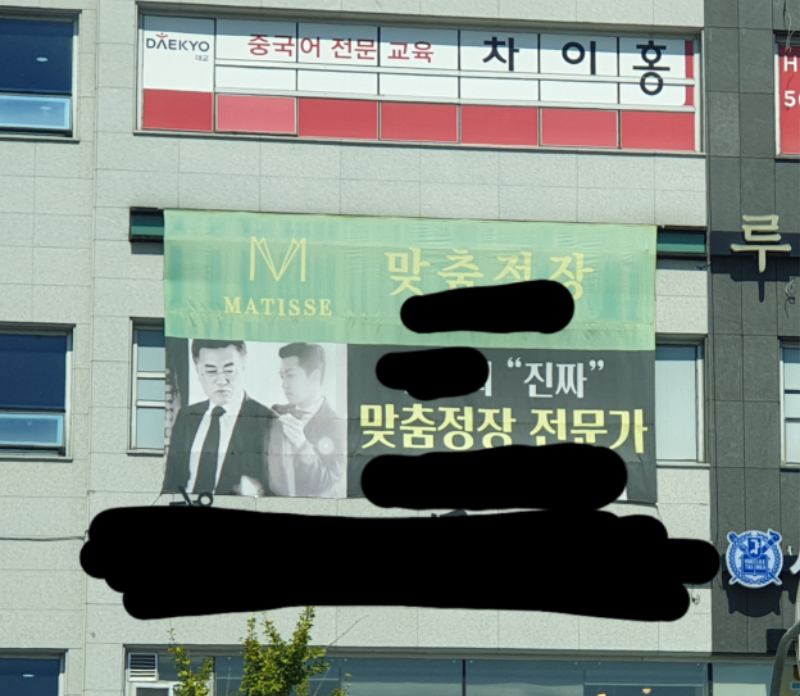 DAEKYO 중국어 전문 교육 차이홍
대교
H
루
M
맞춤정장
MATISSE
"진짜"
맞춤정장 전문가